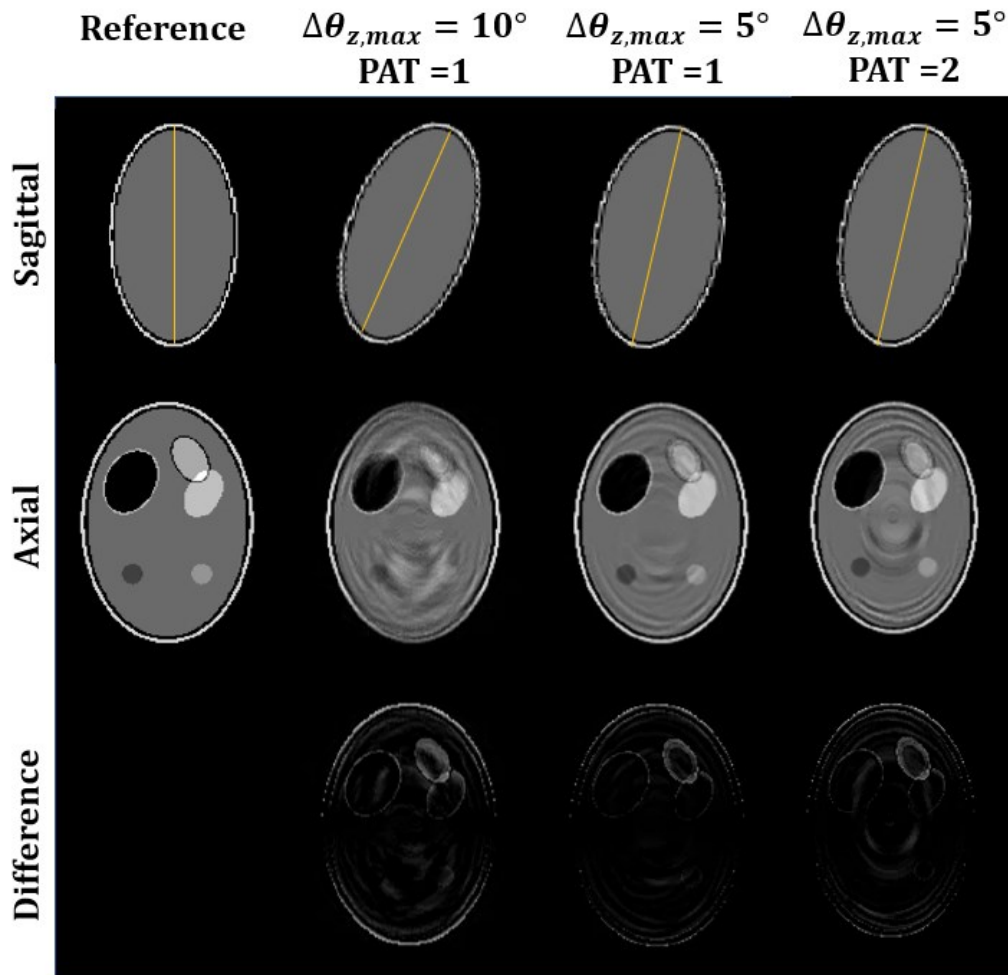 Reference
Δθz,max = 10°
PAT =1
Δθz,max = 5°
PAT =1
Δθz,max = 5°
PAT =2
Sagittal
Axial
Difference